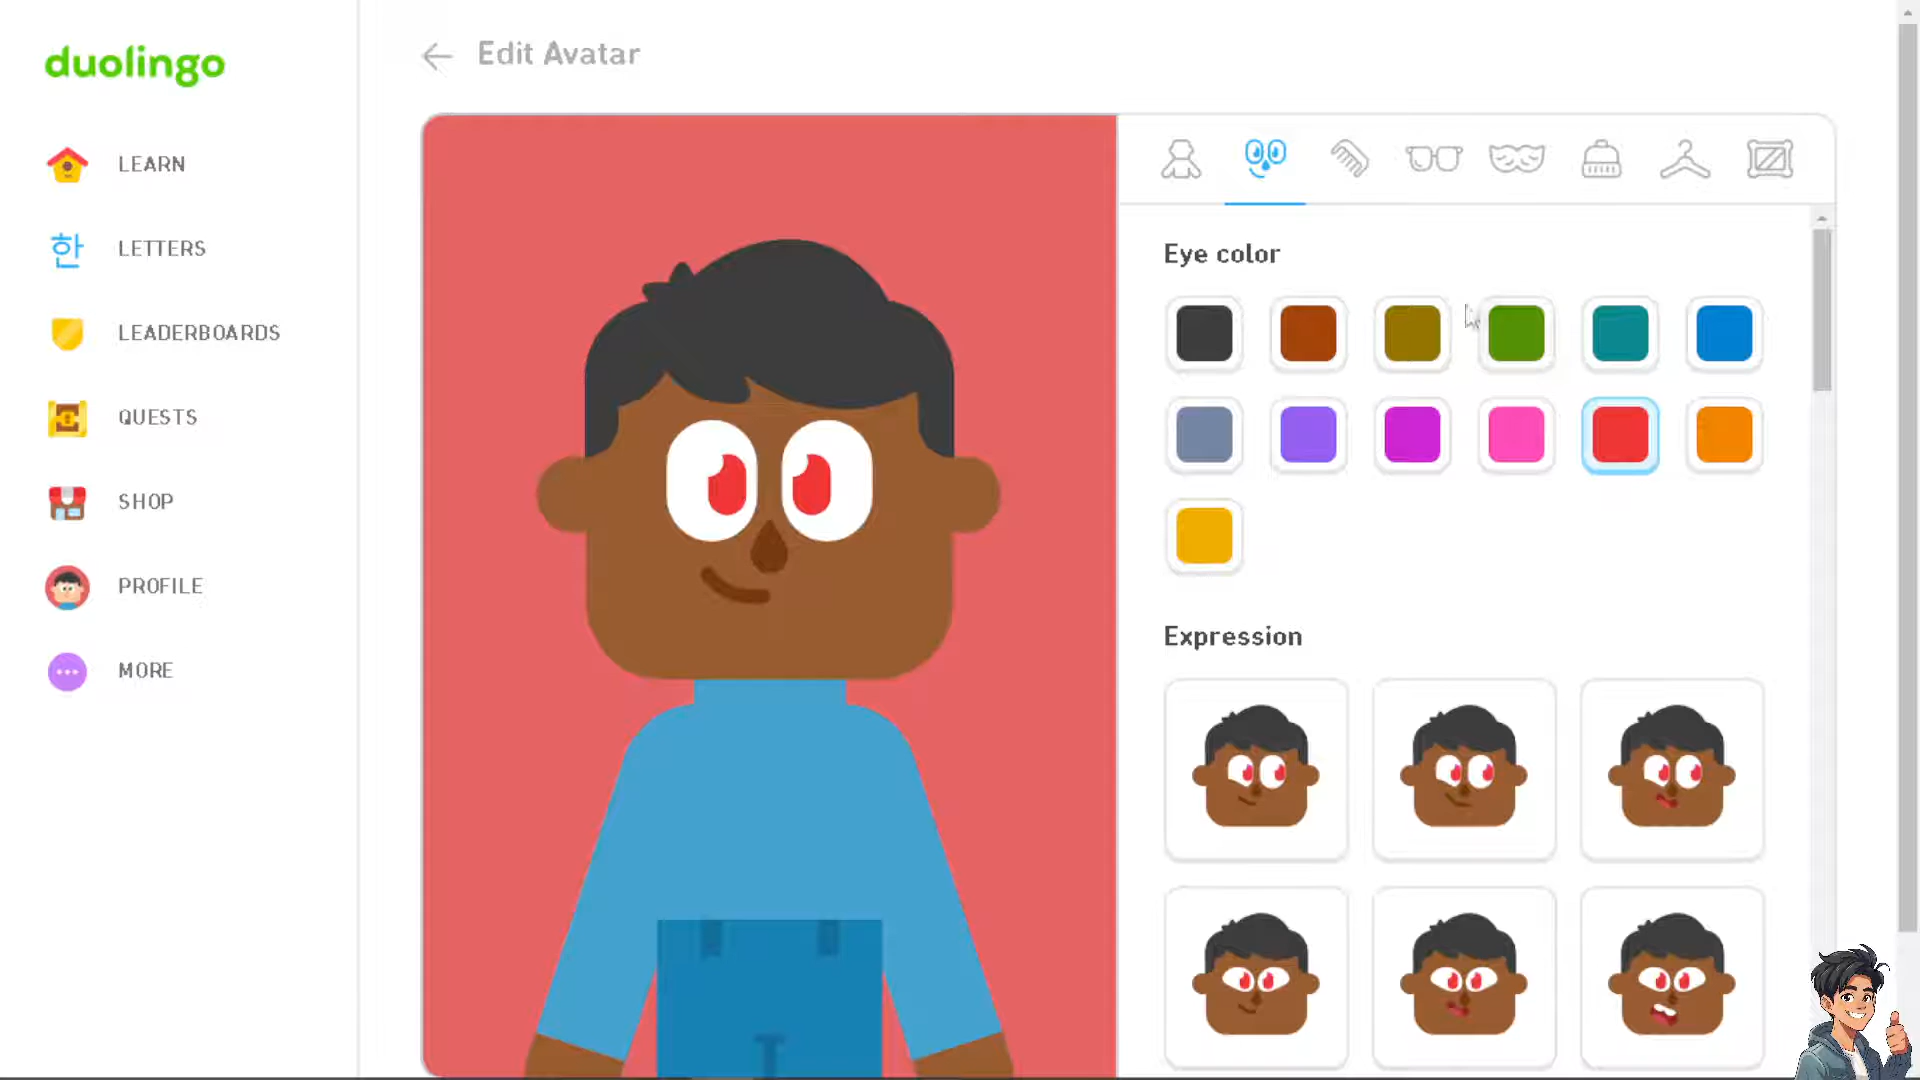 duolingo
Edit Avatar
LEARN
한
LETTERS
LEADERBOARDS
QUESTS
SHOP
PROFILE
MORE
Eye color
Expression